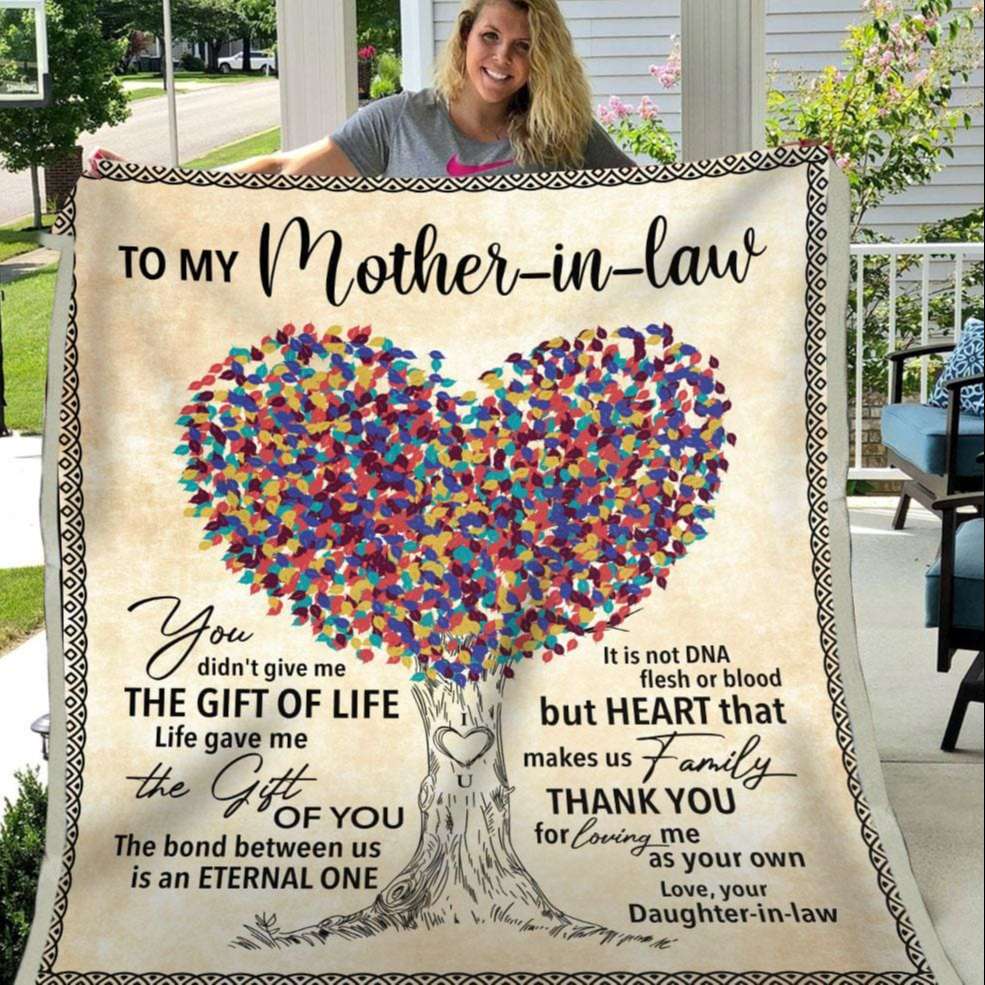 TO MY Mother-in-law
You
didn't give me
THE GIFT OF LIFE
Life gave me
the Gift
OF YOU
The bond between us
is an ETERNAL ONE
I
U
It is not DNA
flesh or blood
but HEART that
makes us Family
THANK YOU
for loving me
as your own
Love, your
Daughter-in-law